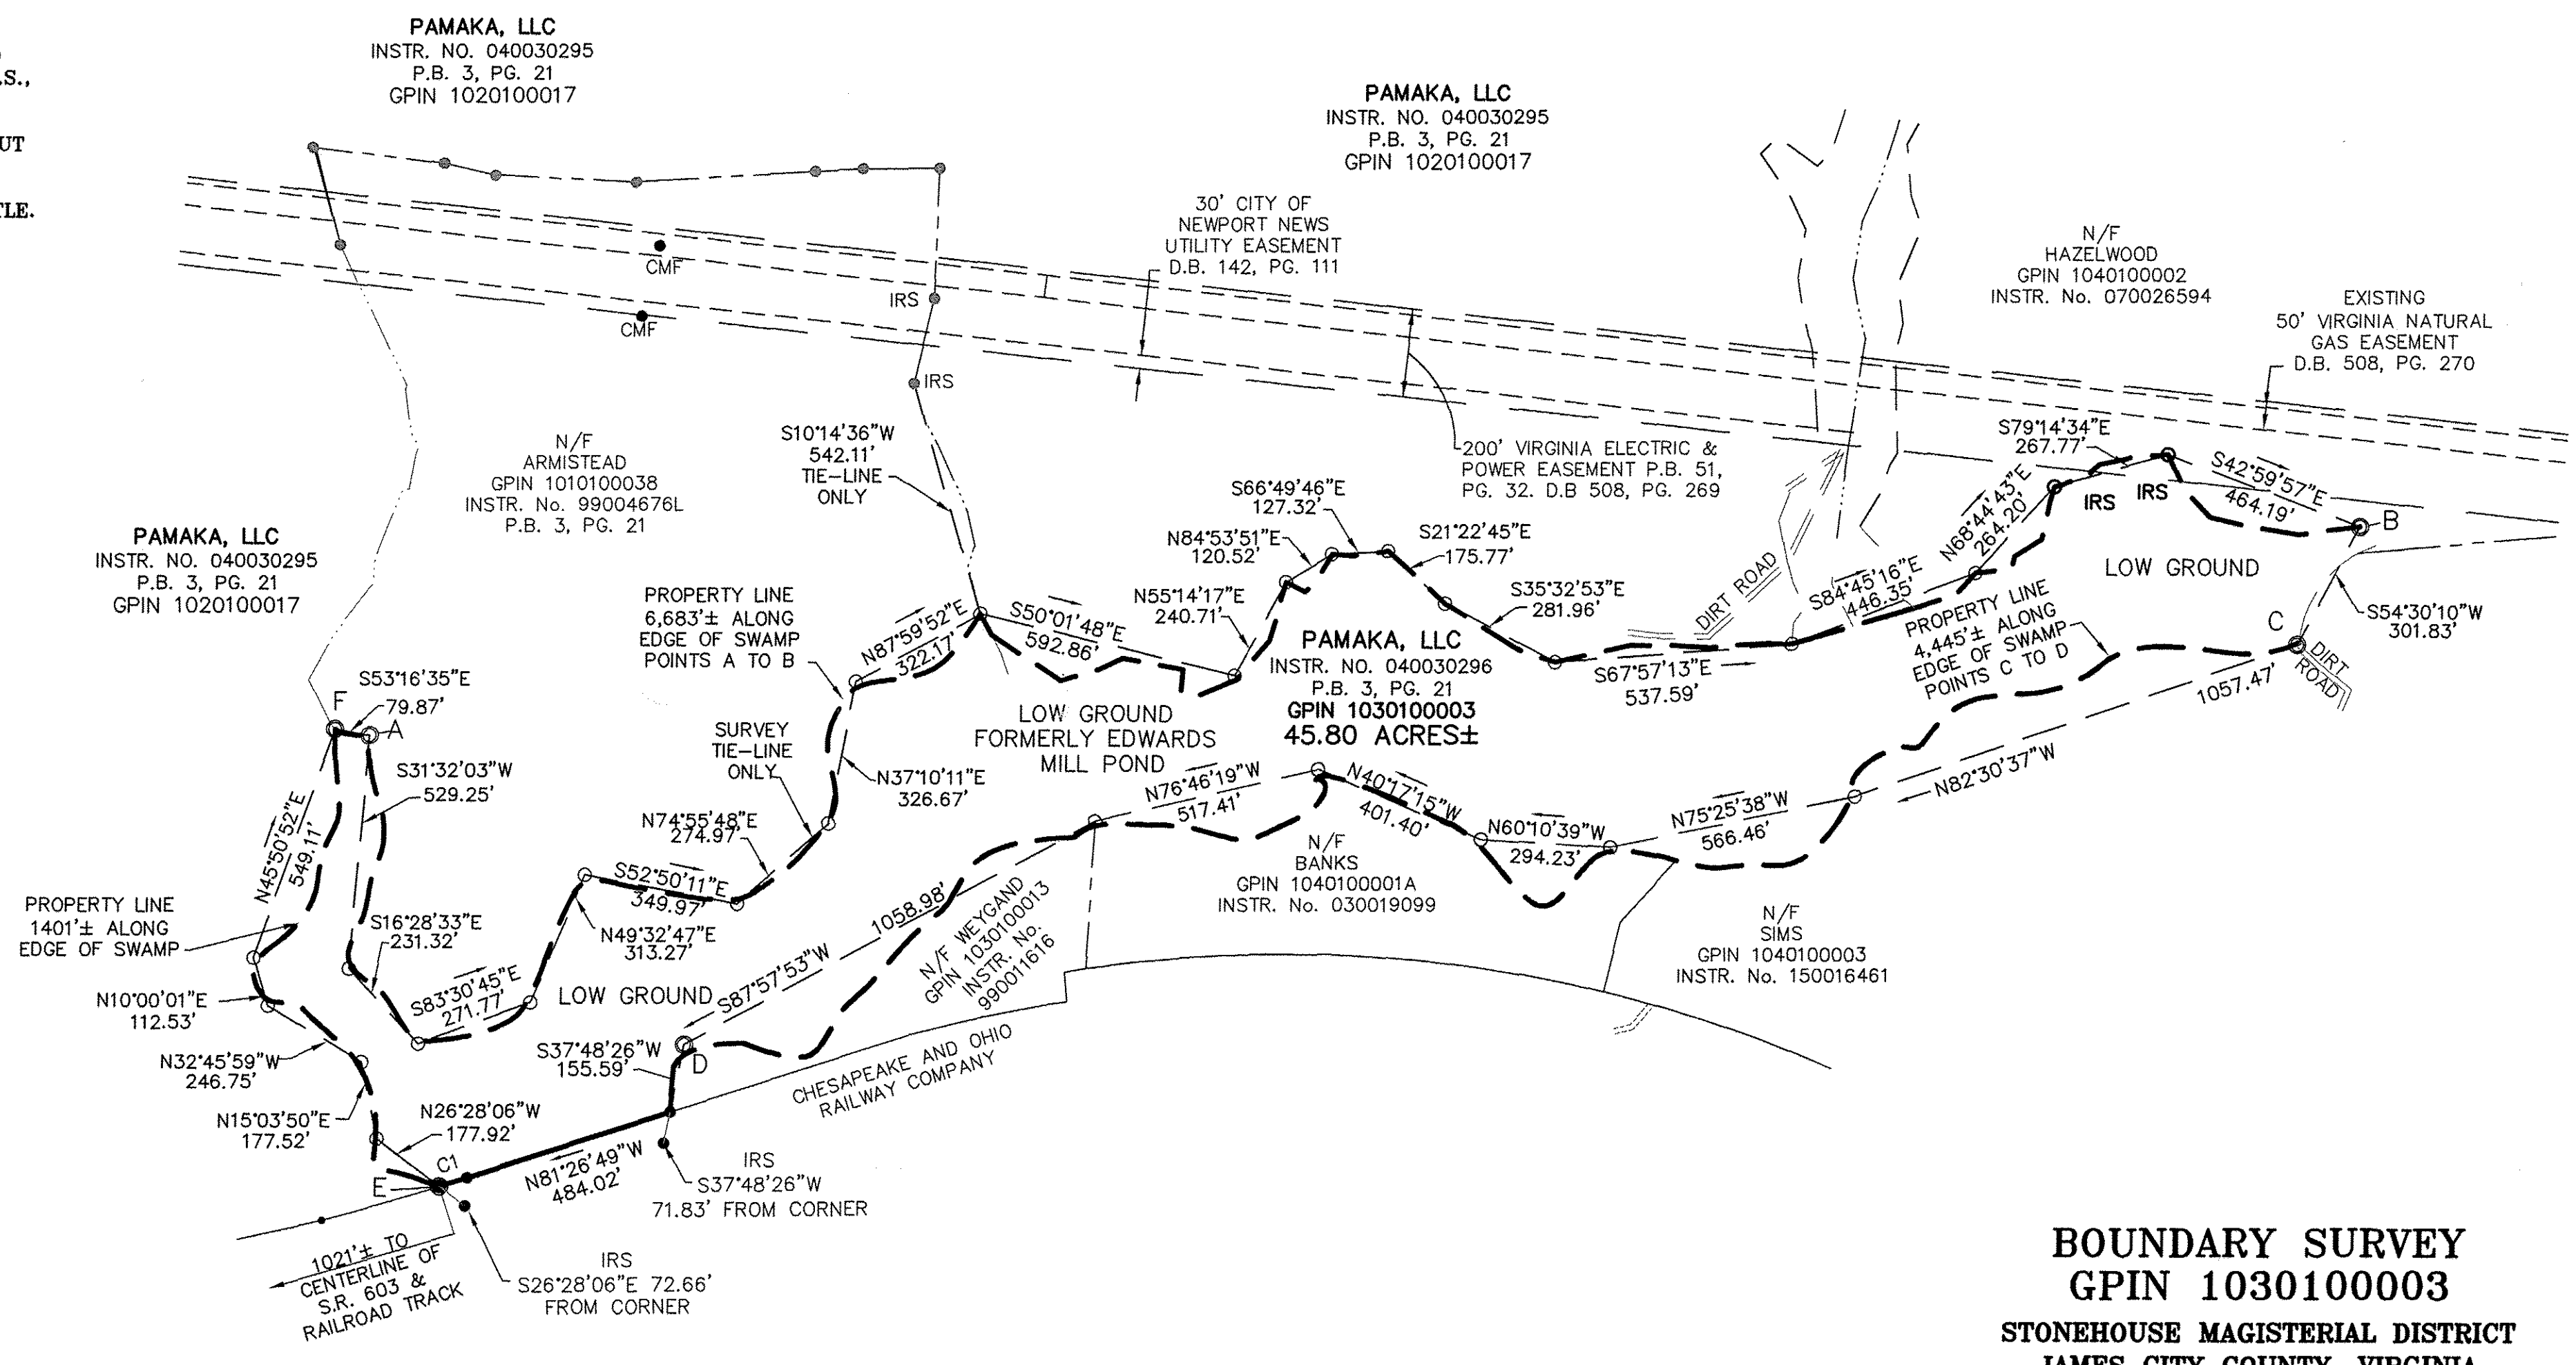 .S.,
UT
TLE.
PAMAKA, LLC
INSTR. NO. 040030295
P.B. 3, PG. 21
GPIN 1020100017
PAMAKA, LLC
INSTR. NO. 040030295
P.B. 3, PG. 21
GPIN 1020100017
30' CITY OF
NEWPORT NEWS
UTILITY EASEMENT
D.B. 142, PG. 111
N/F
HAZELWOOD
GPIN 1040100002
INSTR. No. 070026594
EXISTING
50' VIRGINIA NATURAL
GAS EASEMENT
D.B. 508, PG. 270
CMF
CMF
IRS
IRS
S10°14'36"W
542.11'
TIE-LINE
ONLY
N/F
ARMISTEAD
GPIN 1010100038
INSTR. No. 99004676L
P.B. 3, PG. 21
200' VIRGINIA ELECTRIC &
POWER EASEMENT P.B. 51,
PG. 32. D.B 508, PG. 269
PAMAKA, LLC
INSTR. NO. 040030295
P.B. 3, PG. 21
GPIN 1020100017
S66°49'46"E
127.32'
N84°53'51"E
120.52'
S21°22'45"E
175.77'
N55°14'17"E
240.71'
S35°32'53"E
281.96'
DIRT ROAD
S79°14'34"E
267.77'
N68°44'43"E
264.20'
IRS
IRS
S42°59'57"E
464.19'
B
LOW GROUND
S84°45'16"E
446.35'
S54°30'10"W
301.83'
C
DIRT
ROAD
PROPERTY LINE
4,445'± ALONG
EDGE OF SWAMP
POINTS C TO D
1057.47'
N82°30'37"W
PROPERTY LINE
6,683'± ALONG
EDGE OF SWAMP
POINTS A TO B
N87°59'52"E
322.17'
S50°01'48"E
592.86'
PAMAKA, LLC
INSTR. NO. 040030296
P.B. 3, PG. 21
GPIN 1030100003
45.80 ACRES±
S67°57'13"E
537.59'
LOW GROUND
FORMERLY EDWARDS
MILL POND
S53°16'35"E
79.87'
F
A
SURVEY
TIE-LINE
ONLY
N37°10'11"E
326.67'
S31°32'03"W
529.25'
N45°50'52"E
549.11'
N74°55'48"E
274.97'
N76°46'19"W
517.41'
N40°17'15"W
401.40'
N60°10'39"W
294.23'
N75°25'38"W
566.46'
N/F
BANKS
GPIN 1040100001A
INSTR. No. 030019099
N/F
SIMS
GPIN 1040100003
INSTR. No. 150016461
S52°50'11"E
349.97'
PROPERTY LINE
1401'± ALONG
EDGE OF SWAMP
S16°28'33"E
231.32'
N49°32'47"E
313.27'
1058.98'
S87°57'53"W
N/F WEYGAND
GPIN 1030100013
INSTR. No.
990011616
N10°00'01"E
112.53'
S83°30'45"E
271.77'
LOW GROUND
N32°45'59"W
246.75'
S37°48'26"W
155.59'
D
CHESAPEAKE AND OHIO
RAILWAY COMPANY
N15°03'50"E
177.52'
N26°28'06"W
177.92'
C1
E
N81°26'49"W
484.02'
IRS
S37°48'26"W
71.83' FROM CORNER
IRS
S26°28'06"E 72.66'
FROM CORNER
1021'± TO
CENTERLINE OF
S.R. 603 &
RAILROAD TRACK
BOUNDARY SURVEY
GPIN 1030100003
STONEHOUSE MAGISTERIAL DISTRICT
JAMES CITY COUNTY, VIRGINIA